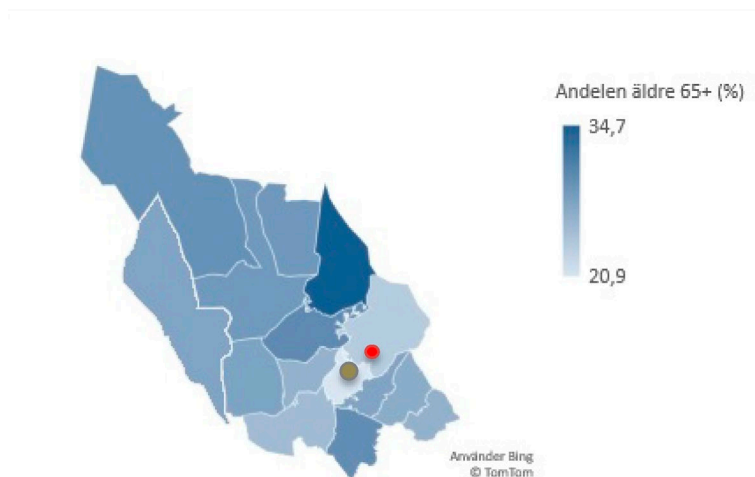 Andelen äldre 65+ (%)
34,7
20,9
Använder Bing
© TomTom